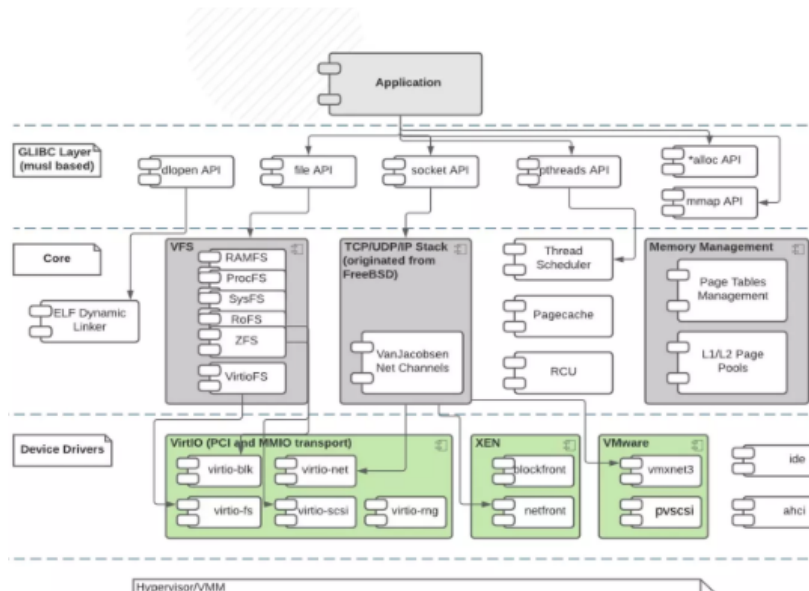 Application
GLIBC Layer
(musl based)
dlopen API
file API
socket API
pthreads API
*alloc API
mmap API
Core
VFS
RAMFS
ProcFS
SysFS
RoFS
ZFS
VirtioFS
TCP/UDP/IP Stack
(originated from
FreeBSD)
VanJacobsen
Net Channels
Thread
Scheduler
Pagecache
RCU
Memory Management
Page Tables
Management
L1/L2 Page
Pools
ELF Dynamic
Linker
Device Drivers
VirtIO (PCI and MMIO transport)
virtio-blk
virtio-net
virtio-fs
virtio-scsi
virtio-rng
XEN
blockfront
netfront
VMware
vmxnet3
pvscsi
ide
ahci
Hypervisor/VMM